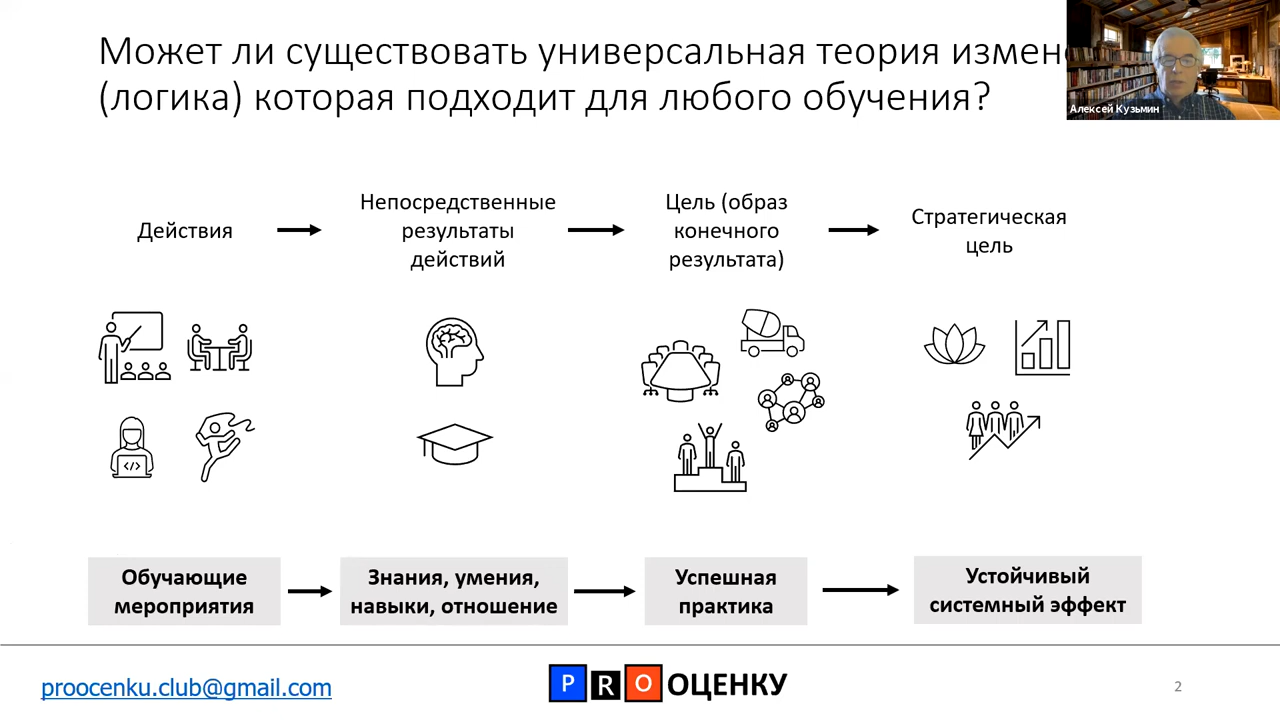 Может ли существовать универсальная теория измен
(логика) которая подходит для любого обучения?
Алексей Кузьмин
Действия
Непосредственные
результаты
действий
Цель (образ
конечного
результата)
Стратегическая
цель
</>
Обучающие
мероприятия
Знания, умения,
навыки, отношение
Успешная
практика
Устойчивый
системный эффект
proocenku.club@gmail.com
PRO ОЦЕНКУ
2